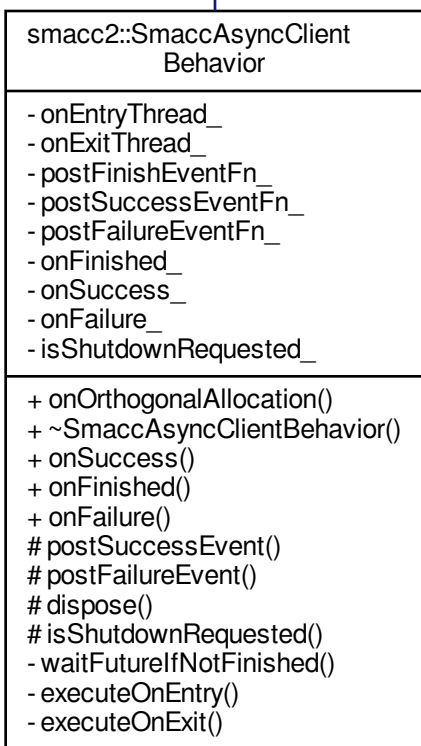 smacc2::SmaccAsyncClient
Behavior
- onEntryThread_
- onExitThread_
- postFinishEventFn_
- postSuccessEventFn_
- postFailureEventFn_
- onFinished_
- onSuccess_
- onFailure_
- isShutdownRequested_
+ onOrthogonalAllocation()
+ ~SmaccAsyncClientBehavior()
+ onSuccess()
+ onFinished()
+ onFailure()
# postSuccessEvent()
# postFailureEvent()
# dispose()
# isShutdownRequested()
- waitFutureIfNotFinished()
- executeOnEntry()
- executeOnExit()